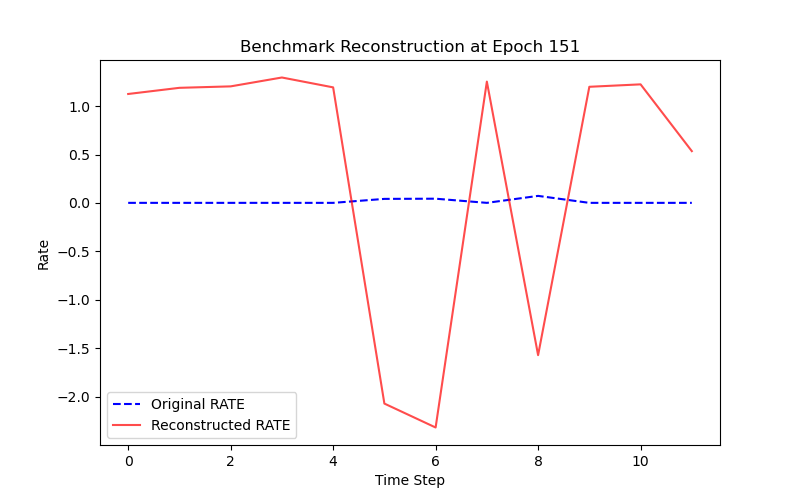 Benchmark Reconstruction at Epoch 151
1.0
0.5
0.0
−0.5
−1.0
−1.5
−2.0
Rate
Original RATE
Reconstructed RATE
0 2 4 6 8 10
Time Step